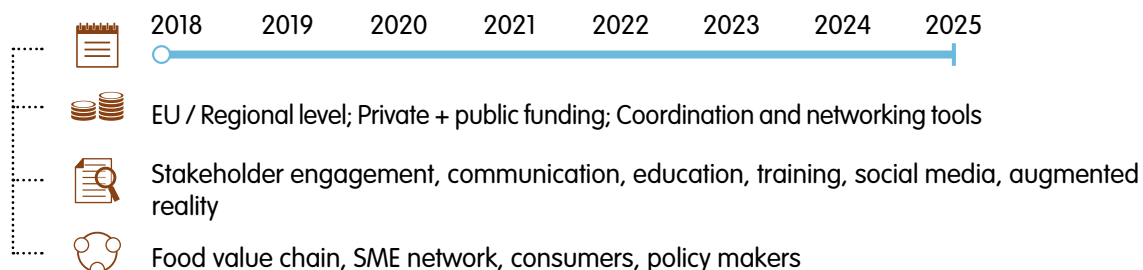 2018 2019 2020 2021 2022 2023 2024 2025
EU / Regional level; Private + public funding; Coordination and networking tools
Stakeholder engagement, communication, education, training, social media, augmented
reality
Food value chain, SME network, consumers, policy makers